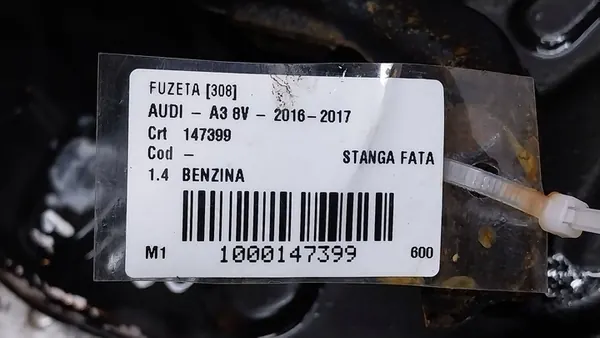 FUZETA [308]
AUDI - A3 8V - 2016-2017
Crt 147399
Cod - STANGA FATA
1.4 BENZINA
M1 1000147399 600